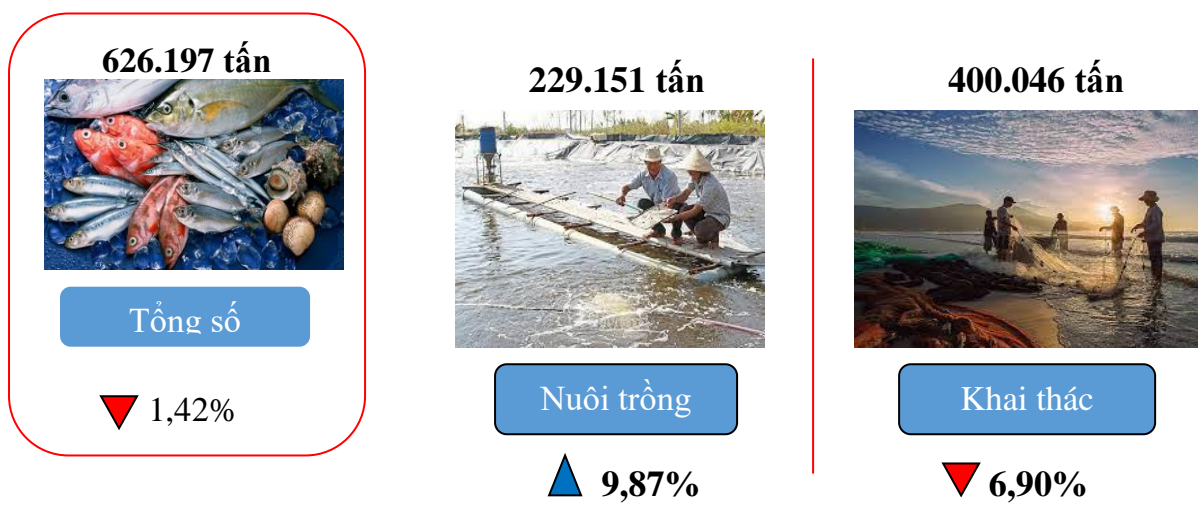 626.197 tấn
Tổng số
1,42%
229.151 tấn
Nuôi trồng
9,87%
400.046 tấn
Khai thác
6,90%